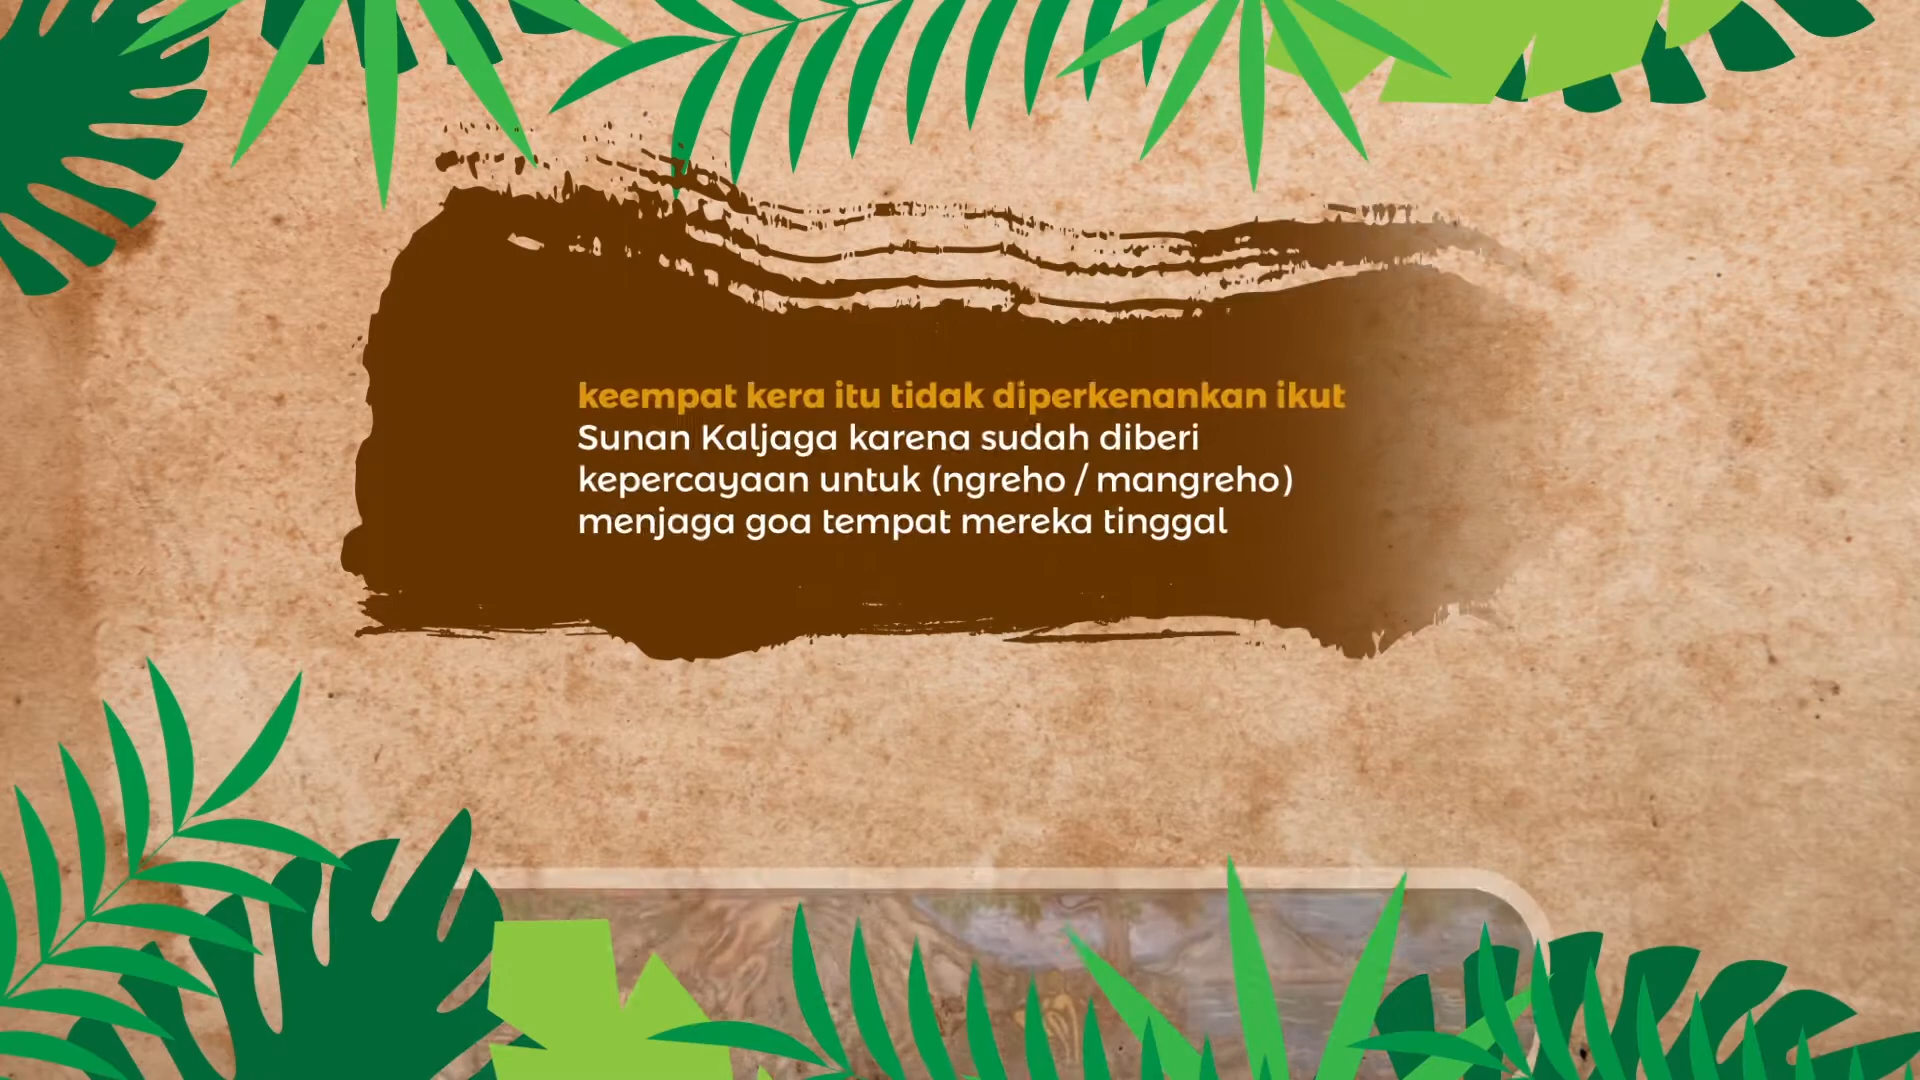 keempat kera itu tidak diperkenankan ikut
Sunan Kaljaga karena sudah diberi
kepercayaan untuk (ngreho / mangreho)
menjaga goa tempat mereka tinggal